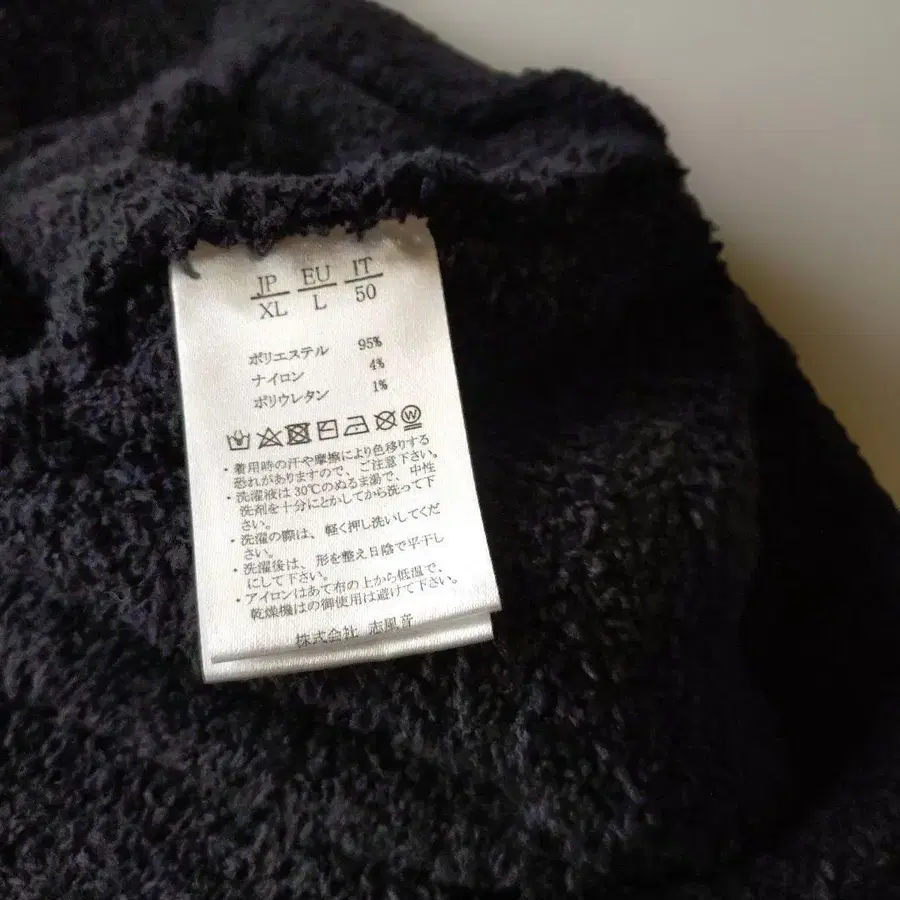 JP EU IT
XL L 50
ポリエステル 95%
ナイロン 4%
ポリウレタン 1%
W
・着用時の汗や摩擦により色移りする
恐れがありますので、ご注意下さい。
・洗濯液は30℃のぬるま湯で、中性
洗剤を十分にとかしてから洗って下
さい。
・洗濯の際は、軽く押し洗いしてくだ
さい。
・洗濯後は、形を整え日陰で平干し
にして下さい。
・アイロンはあて布の上から低温で、
乾燥機はの御使用は避けて下さい。
株式会社 志風音